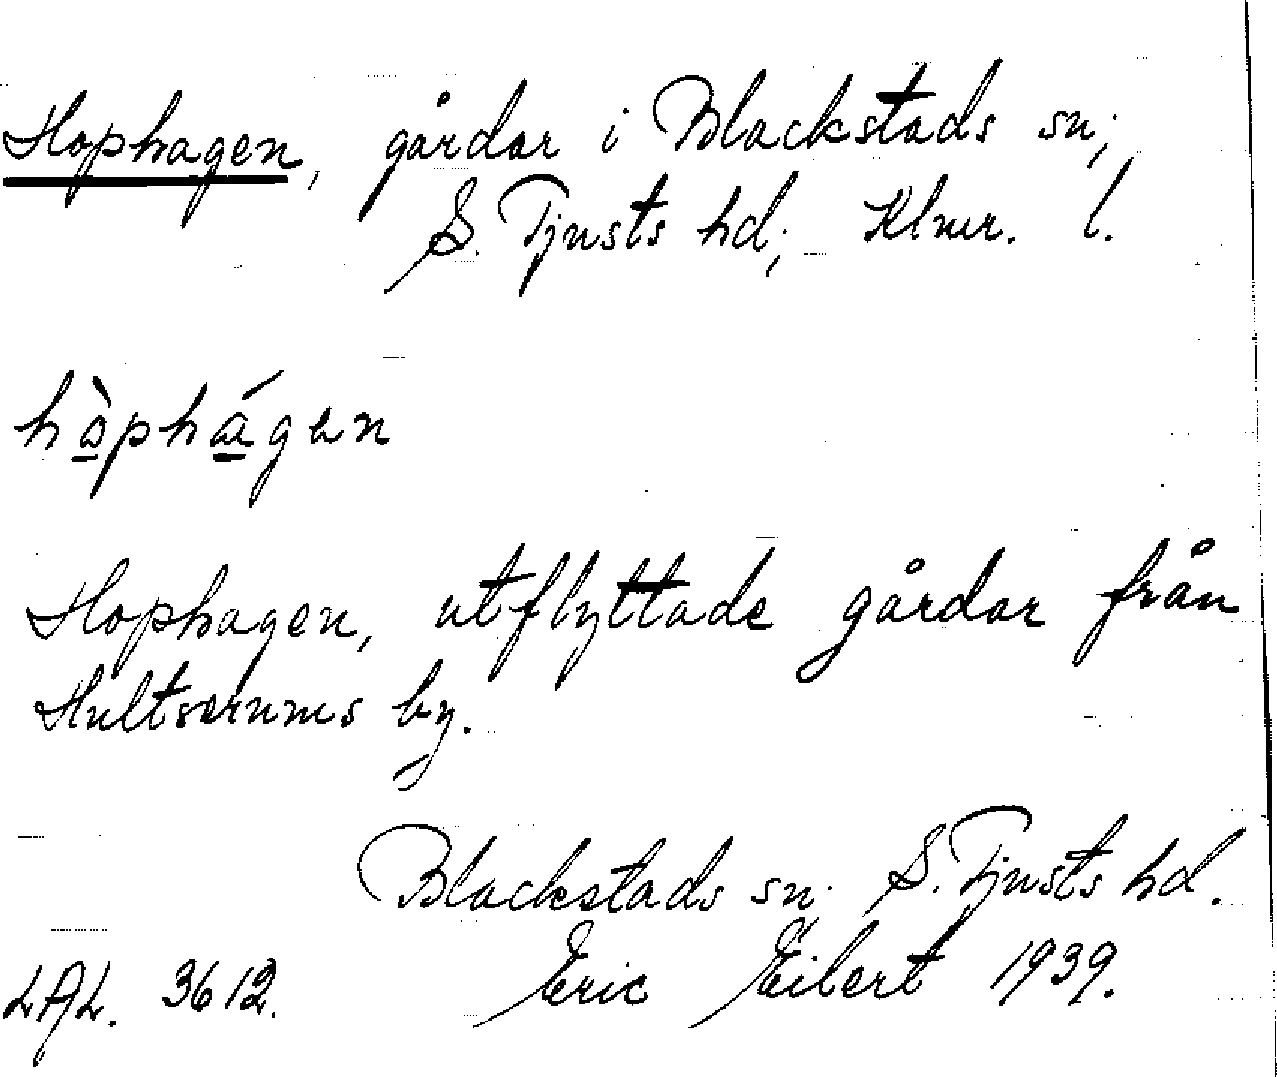 Hophagen, gårdar i Blackstads sn;
S. Tjusts hd; Klmr. l.
hòphágen
Hophagen, utflyttade gårdar från
Hultserums by.
Blackstads sn. S. Tjusts hd.
LAL. 3612. Eric Eilert 1939.